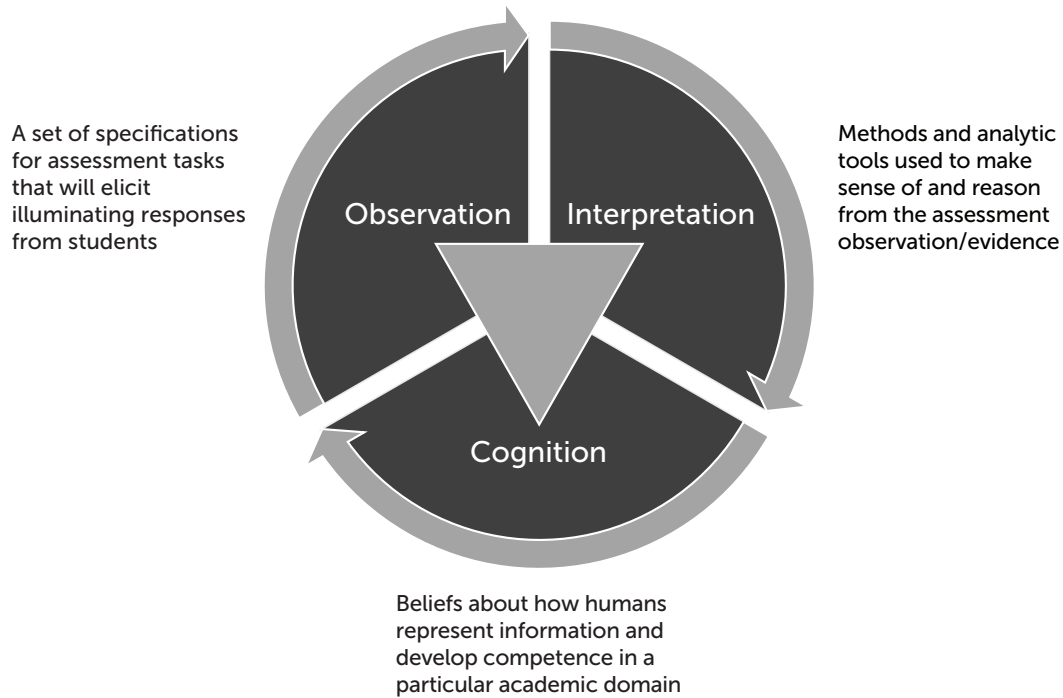 A set of specifications
for assessment tasks
that will elicit
illuminating responses
from students
Observation
Interpretation
Methods and analytic
tools used to make
sense of and reason
from the assessment
observation/evidence
Cognition
Beliefs about how humans
represent information and
develop competence in a
particular academic domain